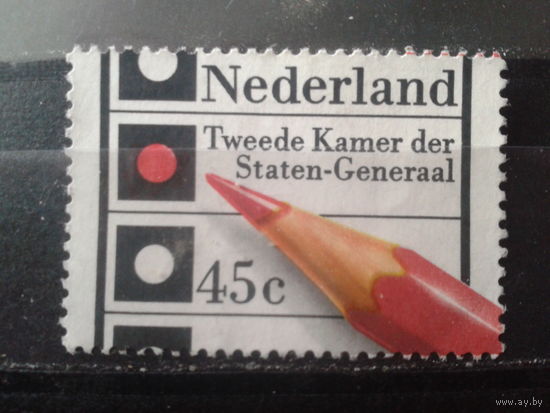 Nederland
Tweede Kamer der
Staten-Generaal
45c
www.ay.by